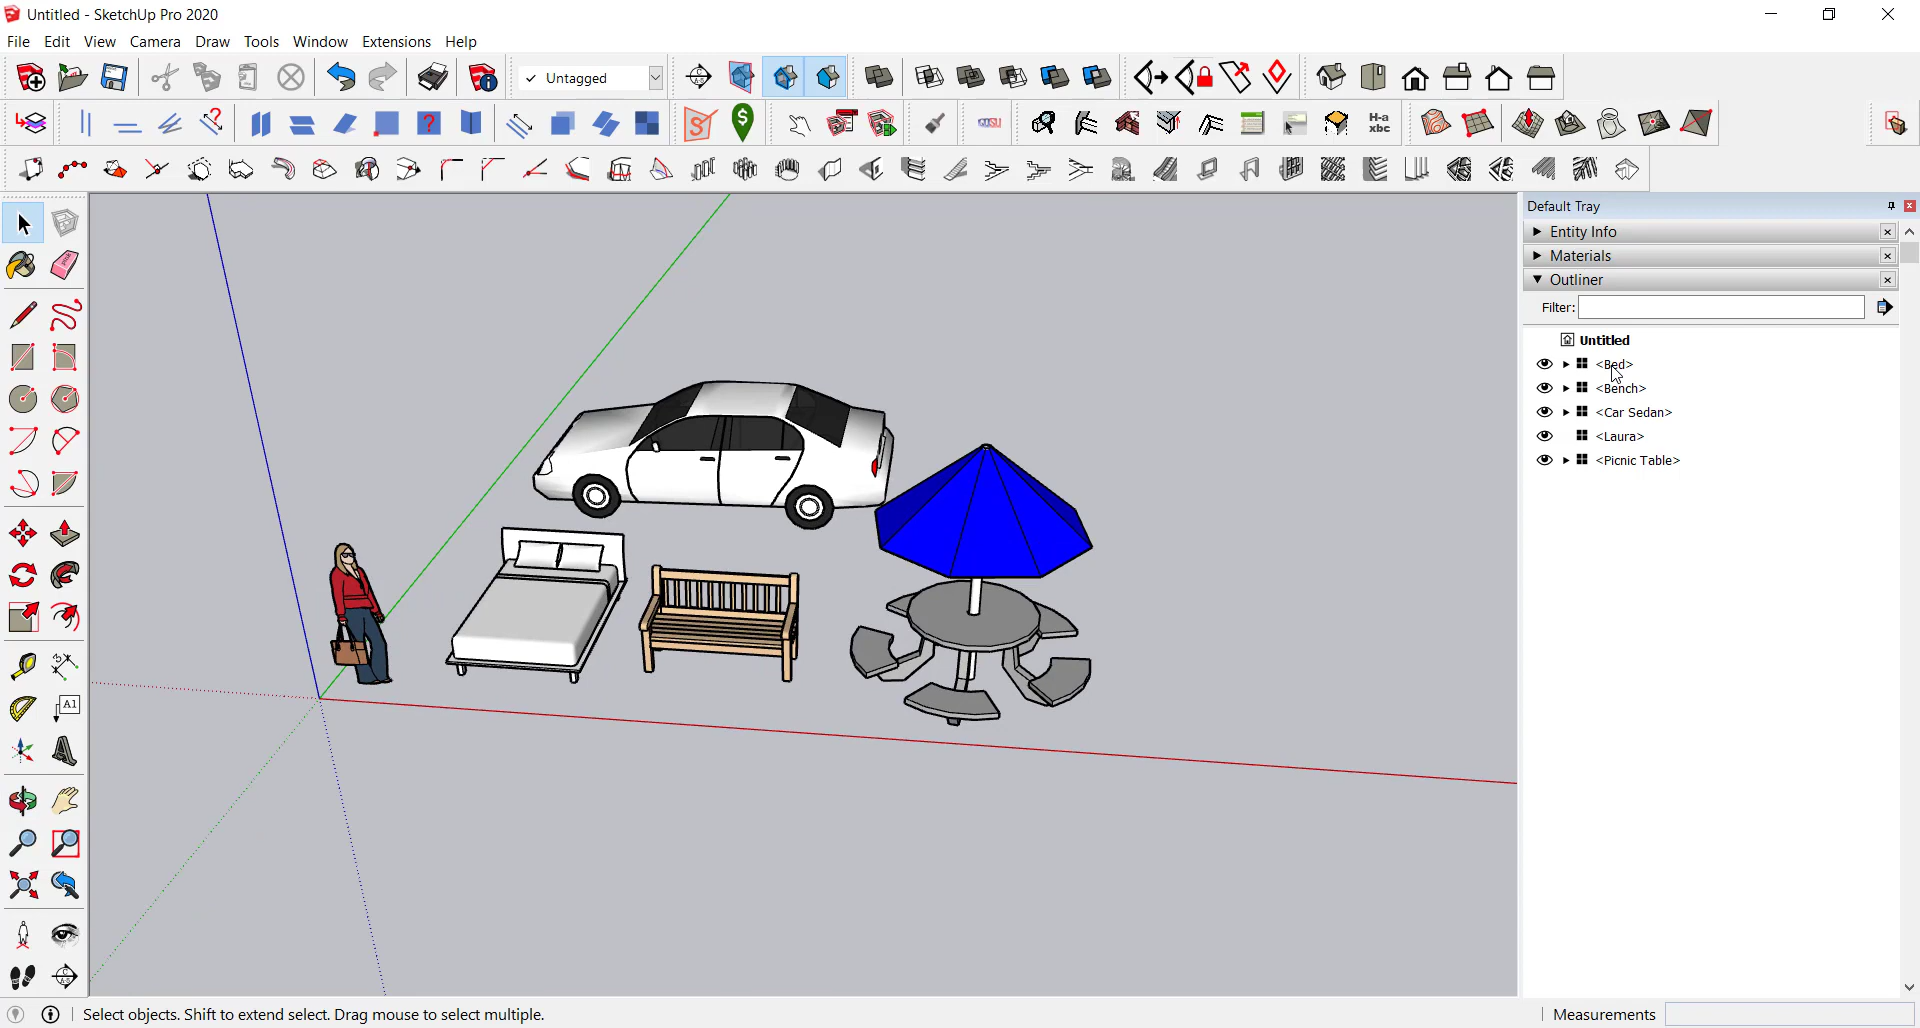 Untitled - SketchUp Pro 2020
File Edit View Camera Draw Tools Window Extensions Help
✓ Untagged
H-a
xbc
Default Tray
Entity Info
Materials
Outliner
Filter:
Untitled
<Bed>
<Bench>
<Car Sedan>
<Laura>
<Picnic Table>
A1
Select objects. Shift to extend select. Drag mouse to select multiple.
Measurements